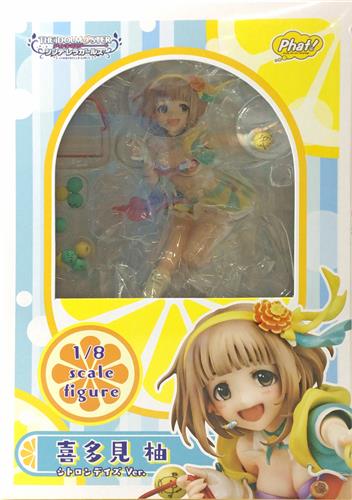 THE IDOLM@STER
シンデレラガールズ
Phat!
1/8
scale
figure
喜多見 柚
シトロンデイズ Ver.